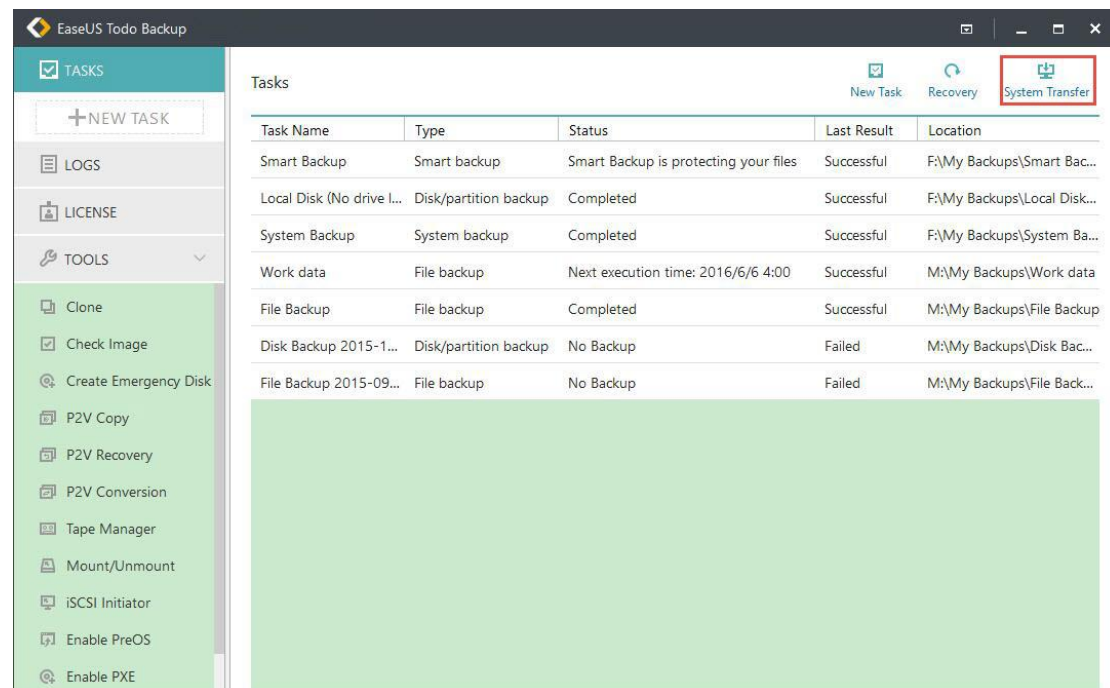 EaseUS Todo Backup
TASKS
NEW TASK
LOGS
LICENSE
TOOLS
Clone
Check Image
Create Emergency Disk
P2V Copy
P2V Recovery
P2V Conversion
Tape Manager
Mount/Unmount
iSCSI Initiator
Enable PreOS
Enable PXE
Tasks
New Task Recovery System Transfer
Task Name Type Status Last Result Location
Smart Backup Smart backup Smart Backup is protecting your files Successful F:\My Backups\Smart Bac...
Local Disk (No drive l... Disk/partition backup Completed Successful F:\My Backups\Local Disk...
System Backup System backup Completed Successful F:\My Backups\System Ba...
Work data File backup Next execution time: 2016/6/6 4:00 Successful M:\My Backups\Work data
File Backup File backup Completed Successful M:\My Backups\File Backup
Disk Backup 2015-1... Disk/partition backup No Backup Failed M:\My Backups\Disk Bac...
File Backup 2015-09... File backup No Backup Failed M:\My Backups\File Back...